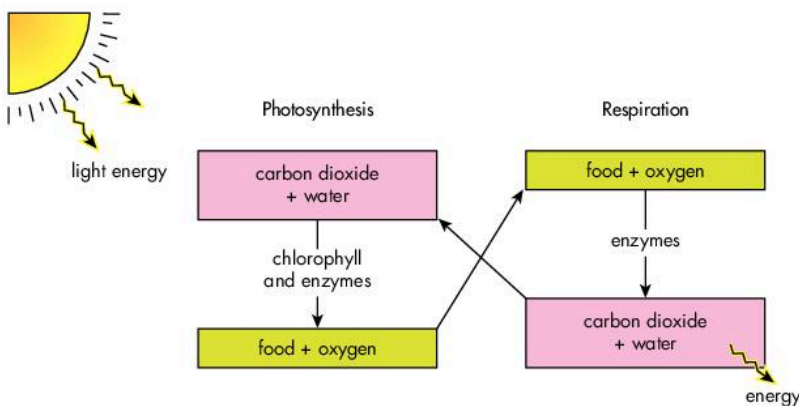 light energy
Photosynthesis
carbon dioxide
+ water
chlorophyll
and enzymes
food + oxygen
Respiration
food + oxygen
enzymes
carbon dioxide
+ water
energy